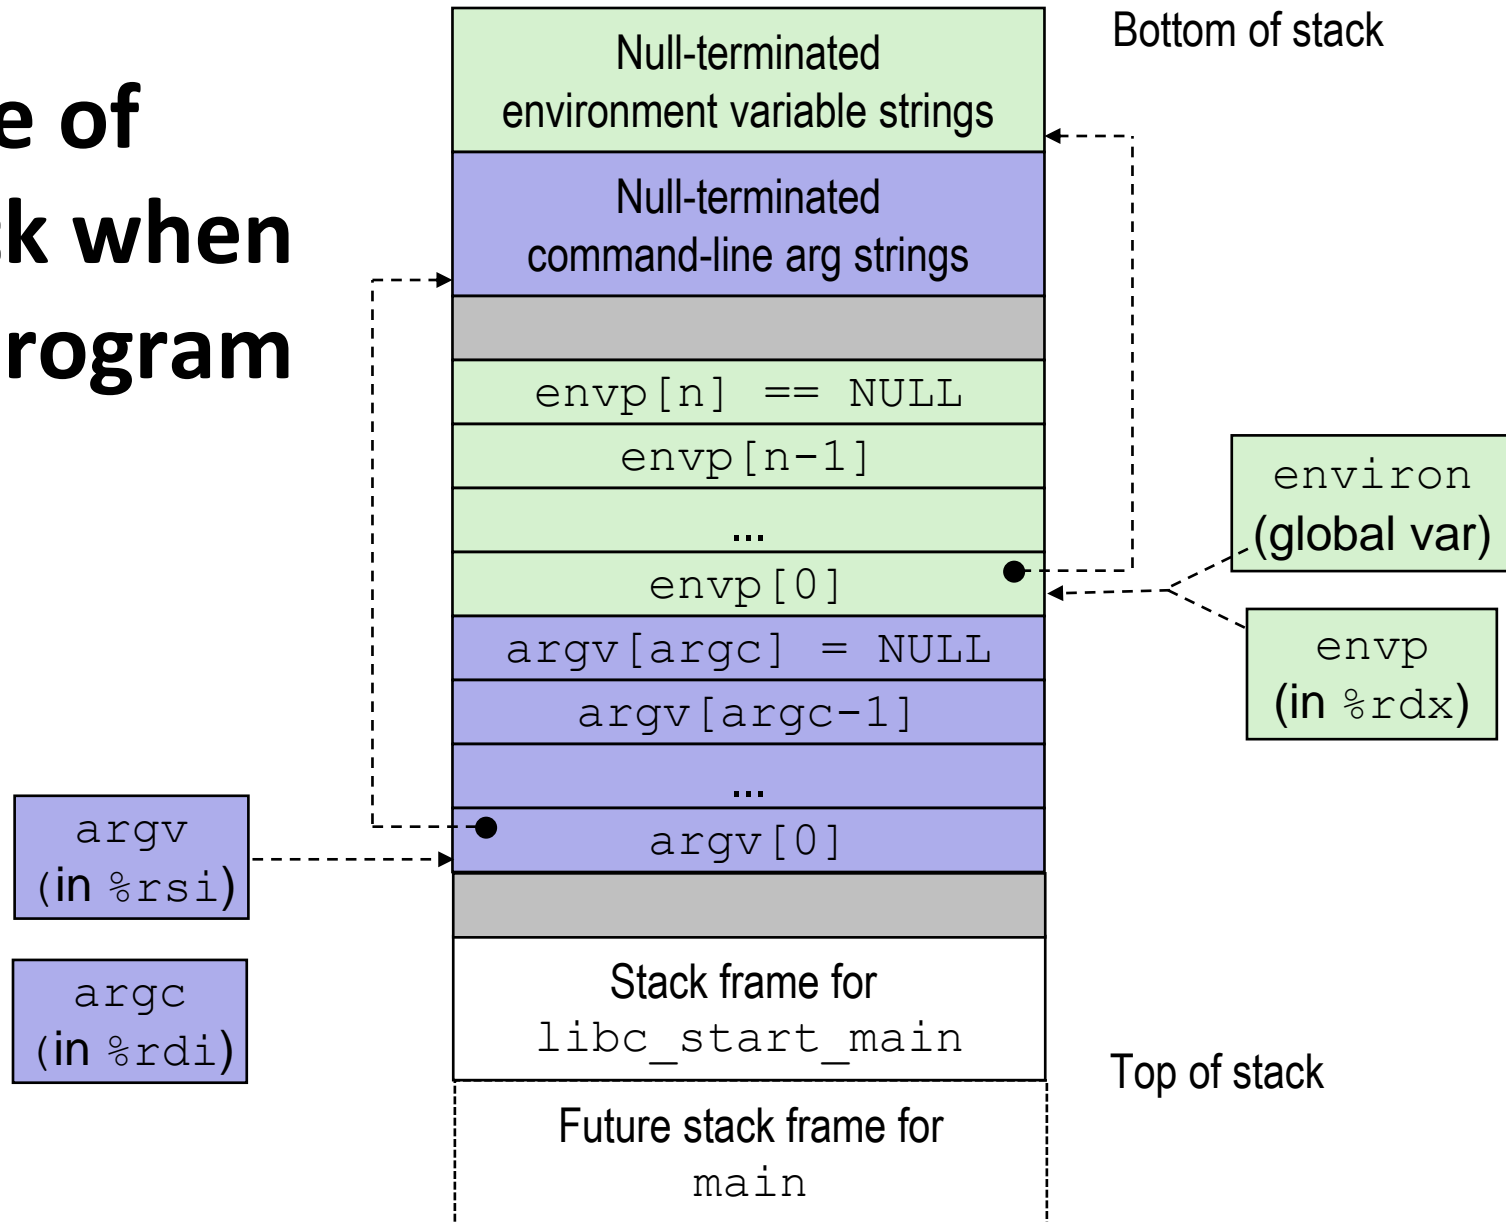 e of
ck when
rogram
Bottom of stack
Null-terminated
environment variable strings
Null-terminated
command-line arg strings
envp[n] == NULL
envp[n-1]
...
envp[0]
argv[argc] = NULL
argv[argc-1]
...
argv[0]
environ
(global var)
envp
(in %rdx)
argv
(in %rsi)
argc
(in %rdi)
Stack frame for
libc_start_main
Top of stack
Future stack frame for
main